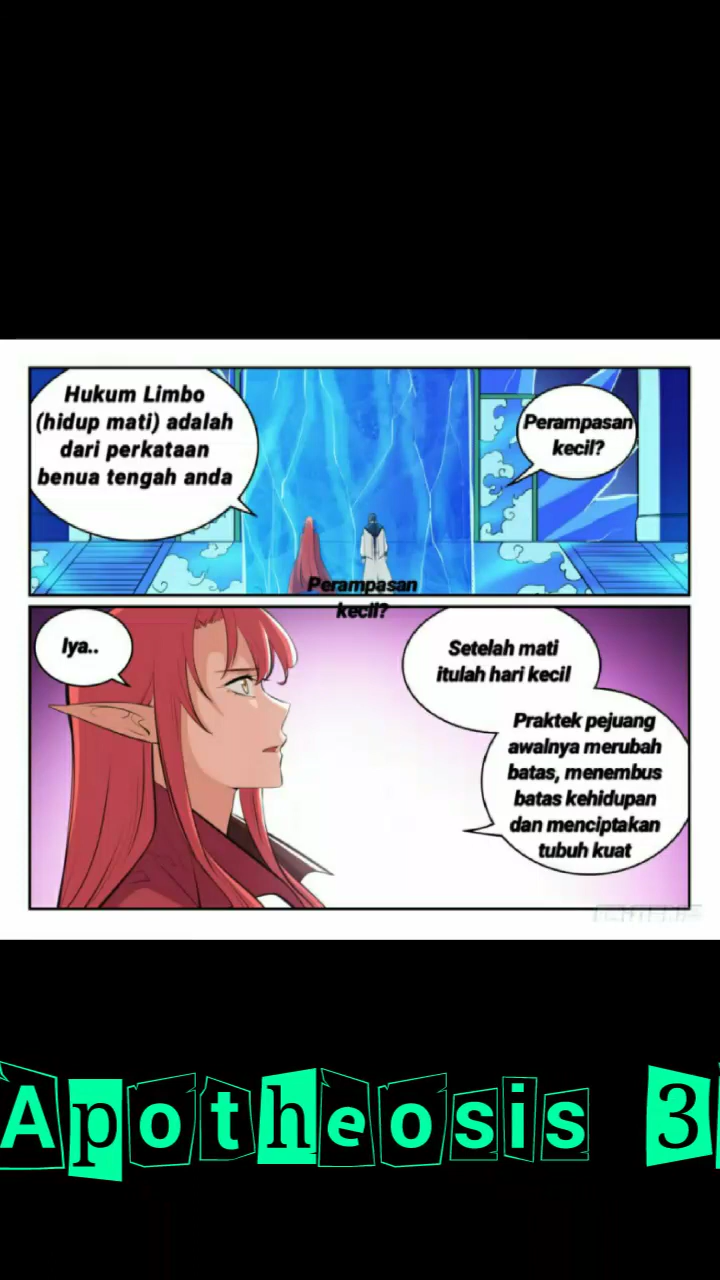 Hukum Limbo
(hidup mati) adalah
dari perkataan
benua tengah anda
Perampasan
kecil?
Perampasan
kecil?
Iya..
Setelah mati
itulah hari kecil
Praktek pejuang
awalnya merubah
batas, menembus
batas kehidupan
dan menciptakan
tubuh kuat
Apotheosis 3